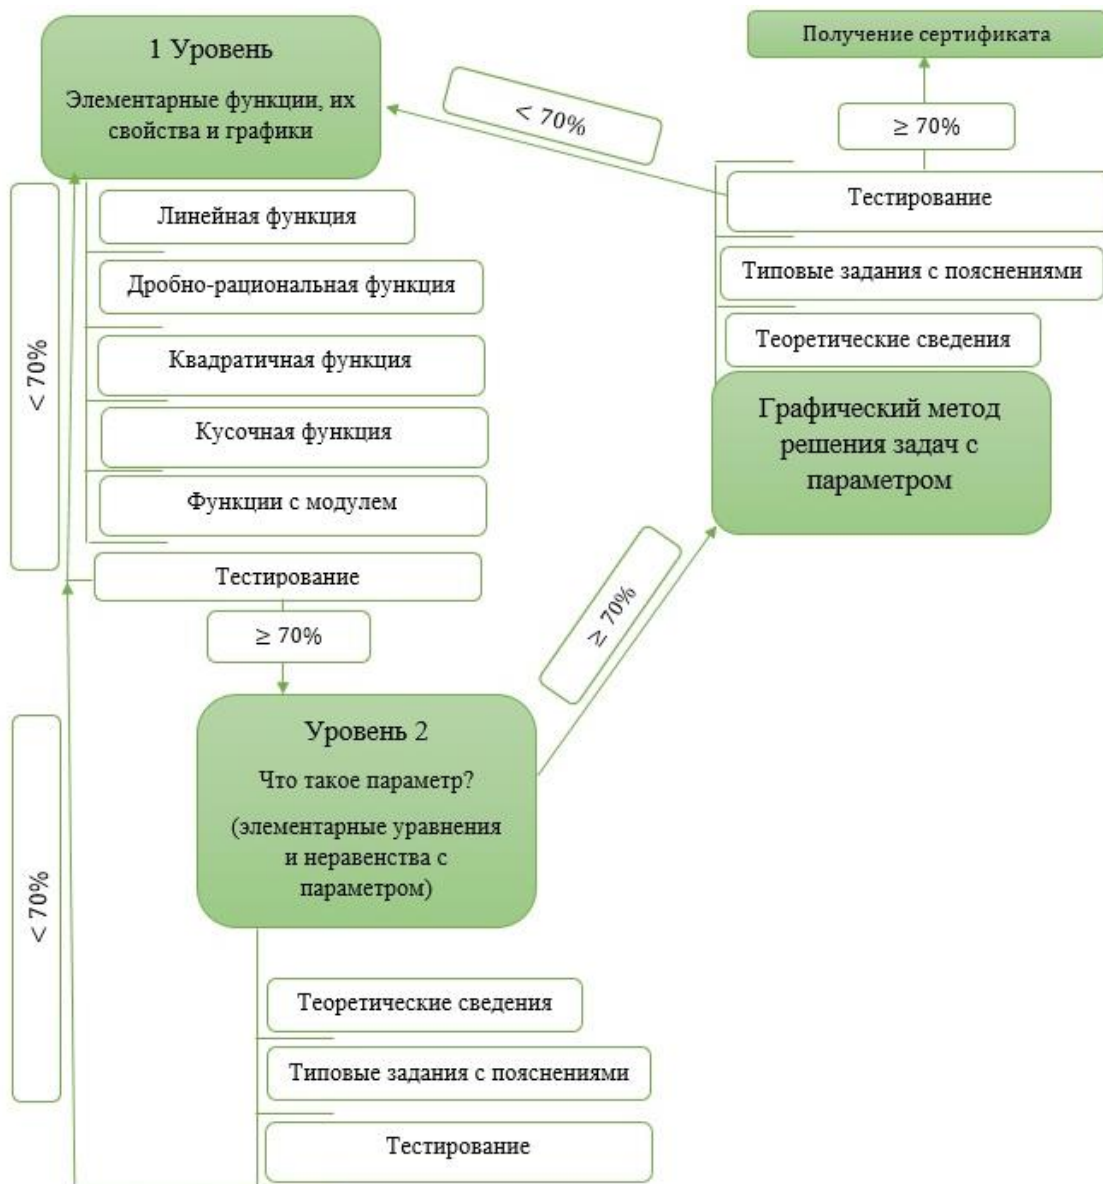 1 Уровень
Элементарные функции, их
свойства и графики
< 70%
Линейная функция
Дробно-рациональная функция
Квадратичная функция
Кусочная функция
Функции с модулем
Тестирование
≥ 70%
Уровень 2
Что такое параметр?
(элементарные уравнения
и неравенства с
параметром)
< 70%
Теоретические сведения
Типовые задания с пояснениями
Тестирование
≥ 70%
Получение сертификата
≥ 70%
< 70%
Тестирование
Типовые задания с пояснениями
Теоретические сведения
Графический метод
решения задач с
параметром